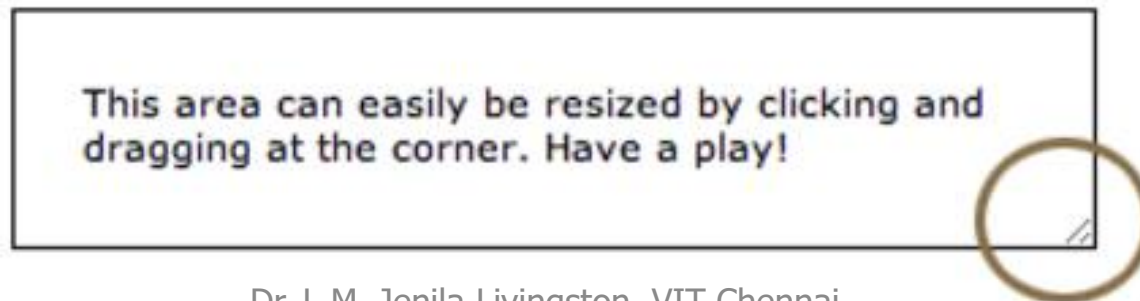 This area can easily be resized by clicking and
dragging at the corner. Have a play!
Dr. L.M. Jenila Livingston, VIT Chennai